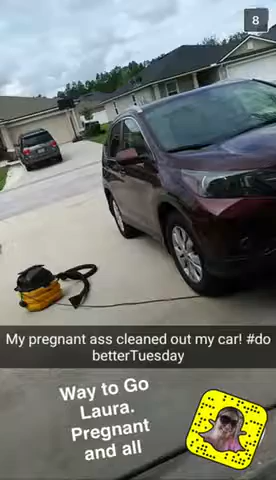 8
My pregnant ass cleaned out my car! #do
betterTuesday
Way to Go
Laura.
Pregnant
and all